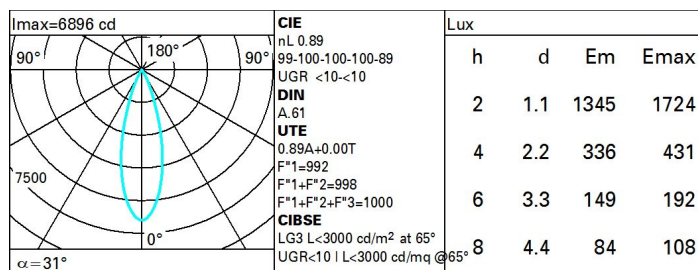 Imax=6896 cd
90°
180°
90°
7500
0°
α=31°
CIE
nL 0.89
99-100-100-100-89
UGR <10-<10
DIN
A.61
UTE
0.89A+0.00T
F"1=992
F"1+F"2=998
F"1+F"2+F"3=1000
CIBSE
LG3 L<3000 cd/m² at 65°
UGR<10 | L<3000 cd/mq @65°
Lux
h d Em Emax
2 1.1 1345 1724
4 2.2 336 431
6 3.3 149 192
8 4.4 84 108